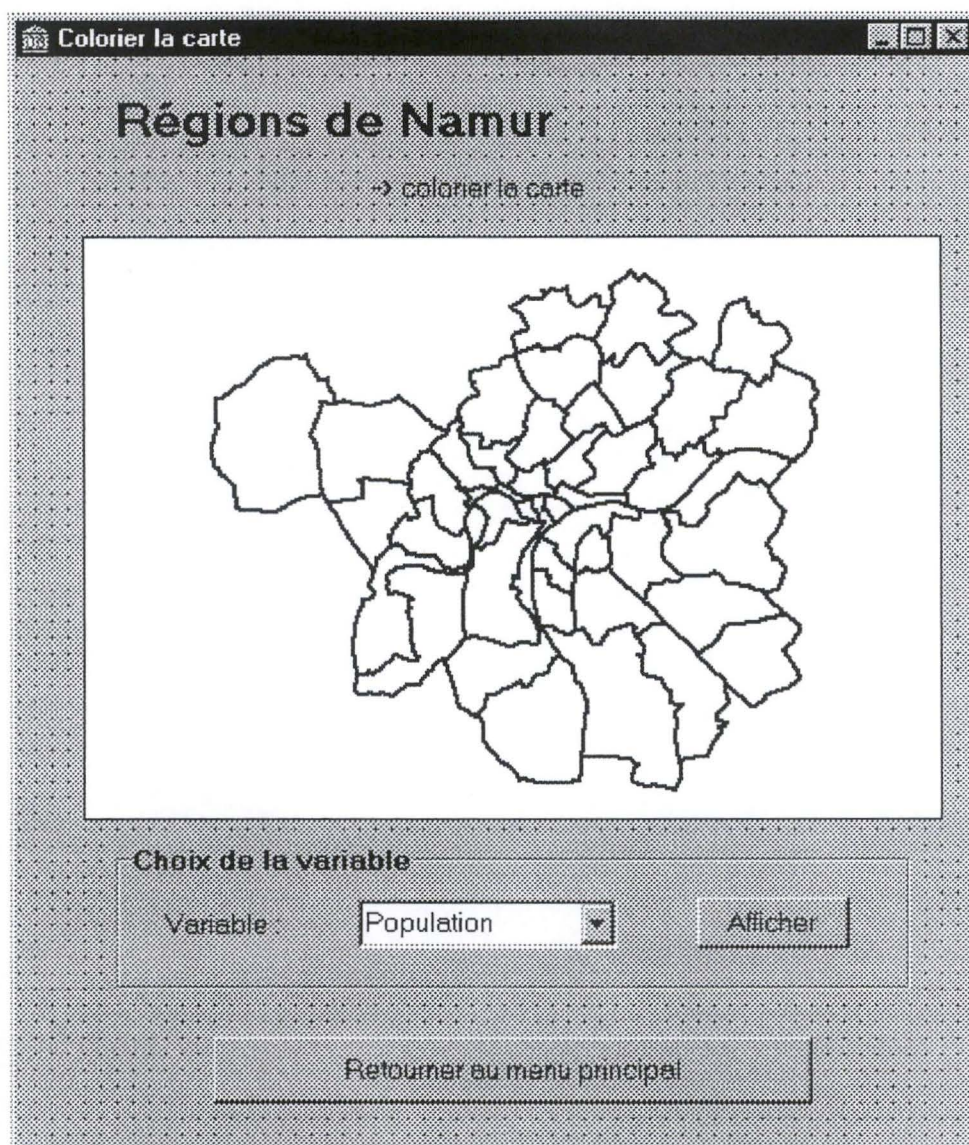 Colorier la carte
Régions de Namur
-> colorier la carte
Choix de la variable
Variable :
Population
Afficher
Retourner au menu principal